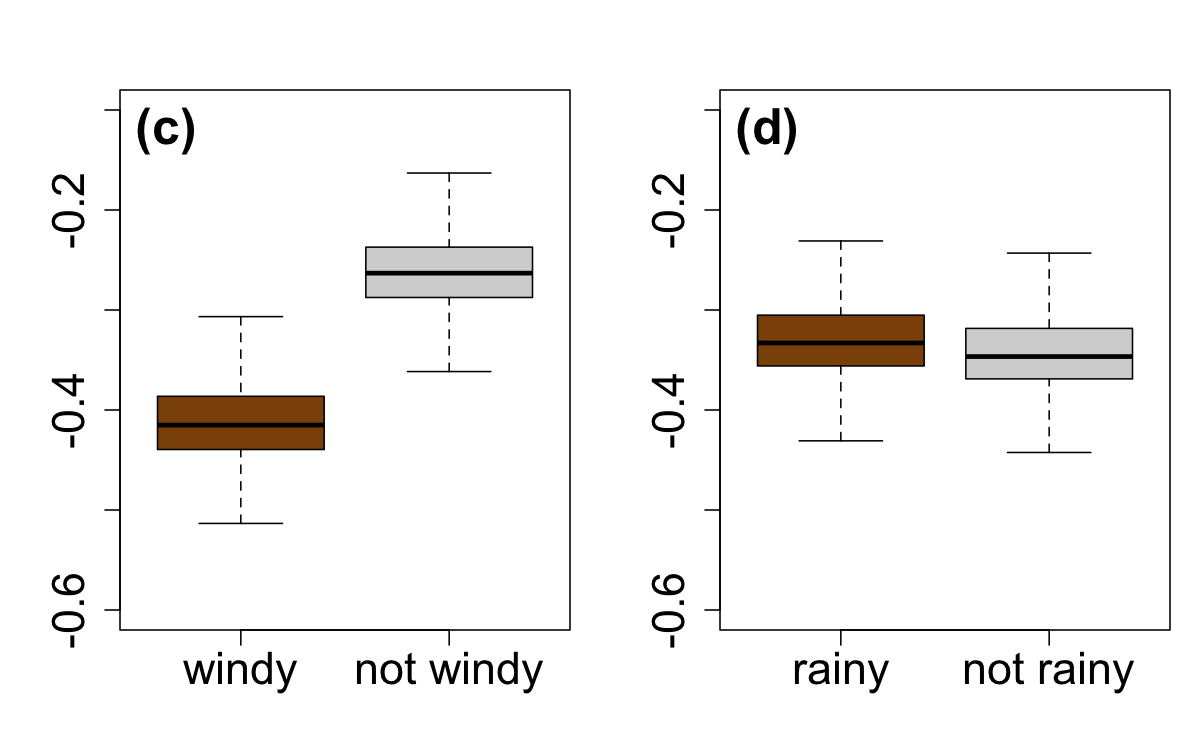 (c)
-0.2
-0.4
-0.6
windy
not windy
(d)
-0.2
-0.4
-0.6
rainy
not rainy